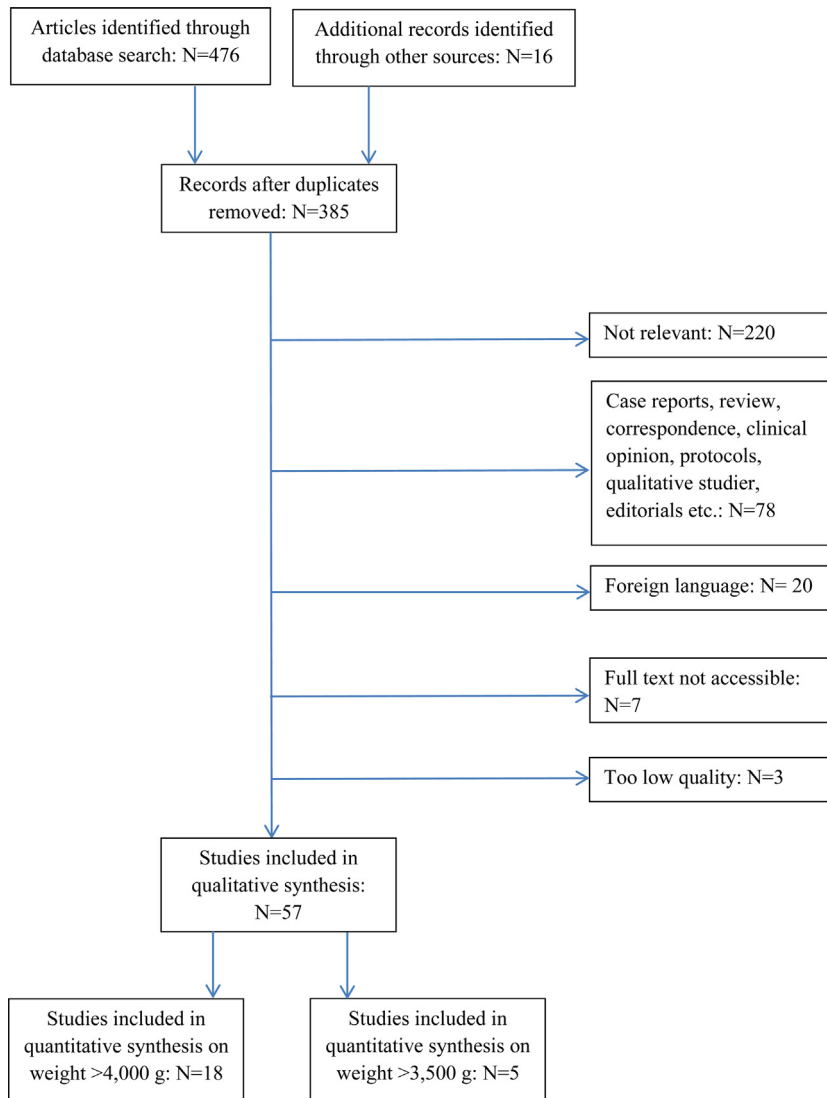 Articles identified through
database search: N=476
Additional records identified
through other sources: N=16
Records after duplicates
removed: N=385
Not relevant: N=220
Case reports, review,
correspondence, clinical
opinion, protocols,
qualitative studier,
editorials etc.: N=78
Foreign language: N= 20
Full text not accessible:
N=7
Too low quality: N=3
Studies included in
qualitative synthesis:
N=57
Studies included in
quantitative synthesis on
weight >4,000 g: N=18
Studies included in
quantitative synthesis on
weight >3,500 g: N=5